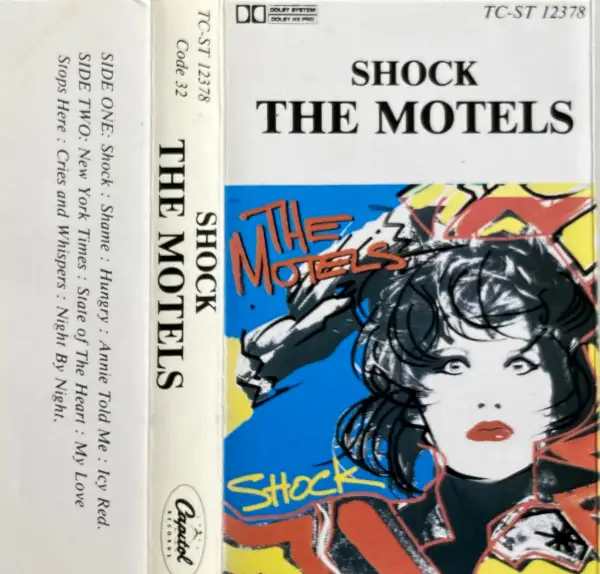 SIDE ONE: Shock : Shame : Hungry : Annie Told Me : Icy Red.
SIDE TWO: New York Times : State of The Heart : My Love
Stops Here : Cries and Whispers : Night By Night.
TC-ST 12378
Code 32
SHOCK
THE MOTELS
Capitol
RECORDS
DOLBY SYSTEM
DOLBY HX PRO
TC-ST 12378
SHOCK
THE MOTELS
THE
MOTELS
SHOCK